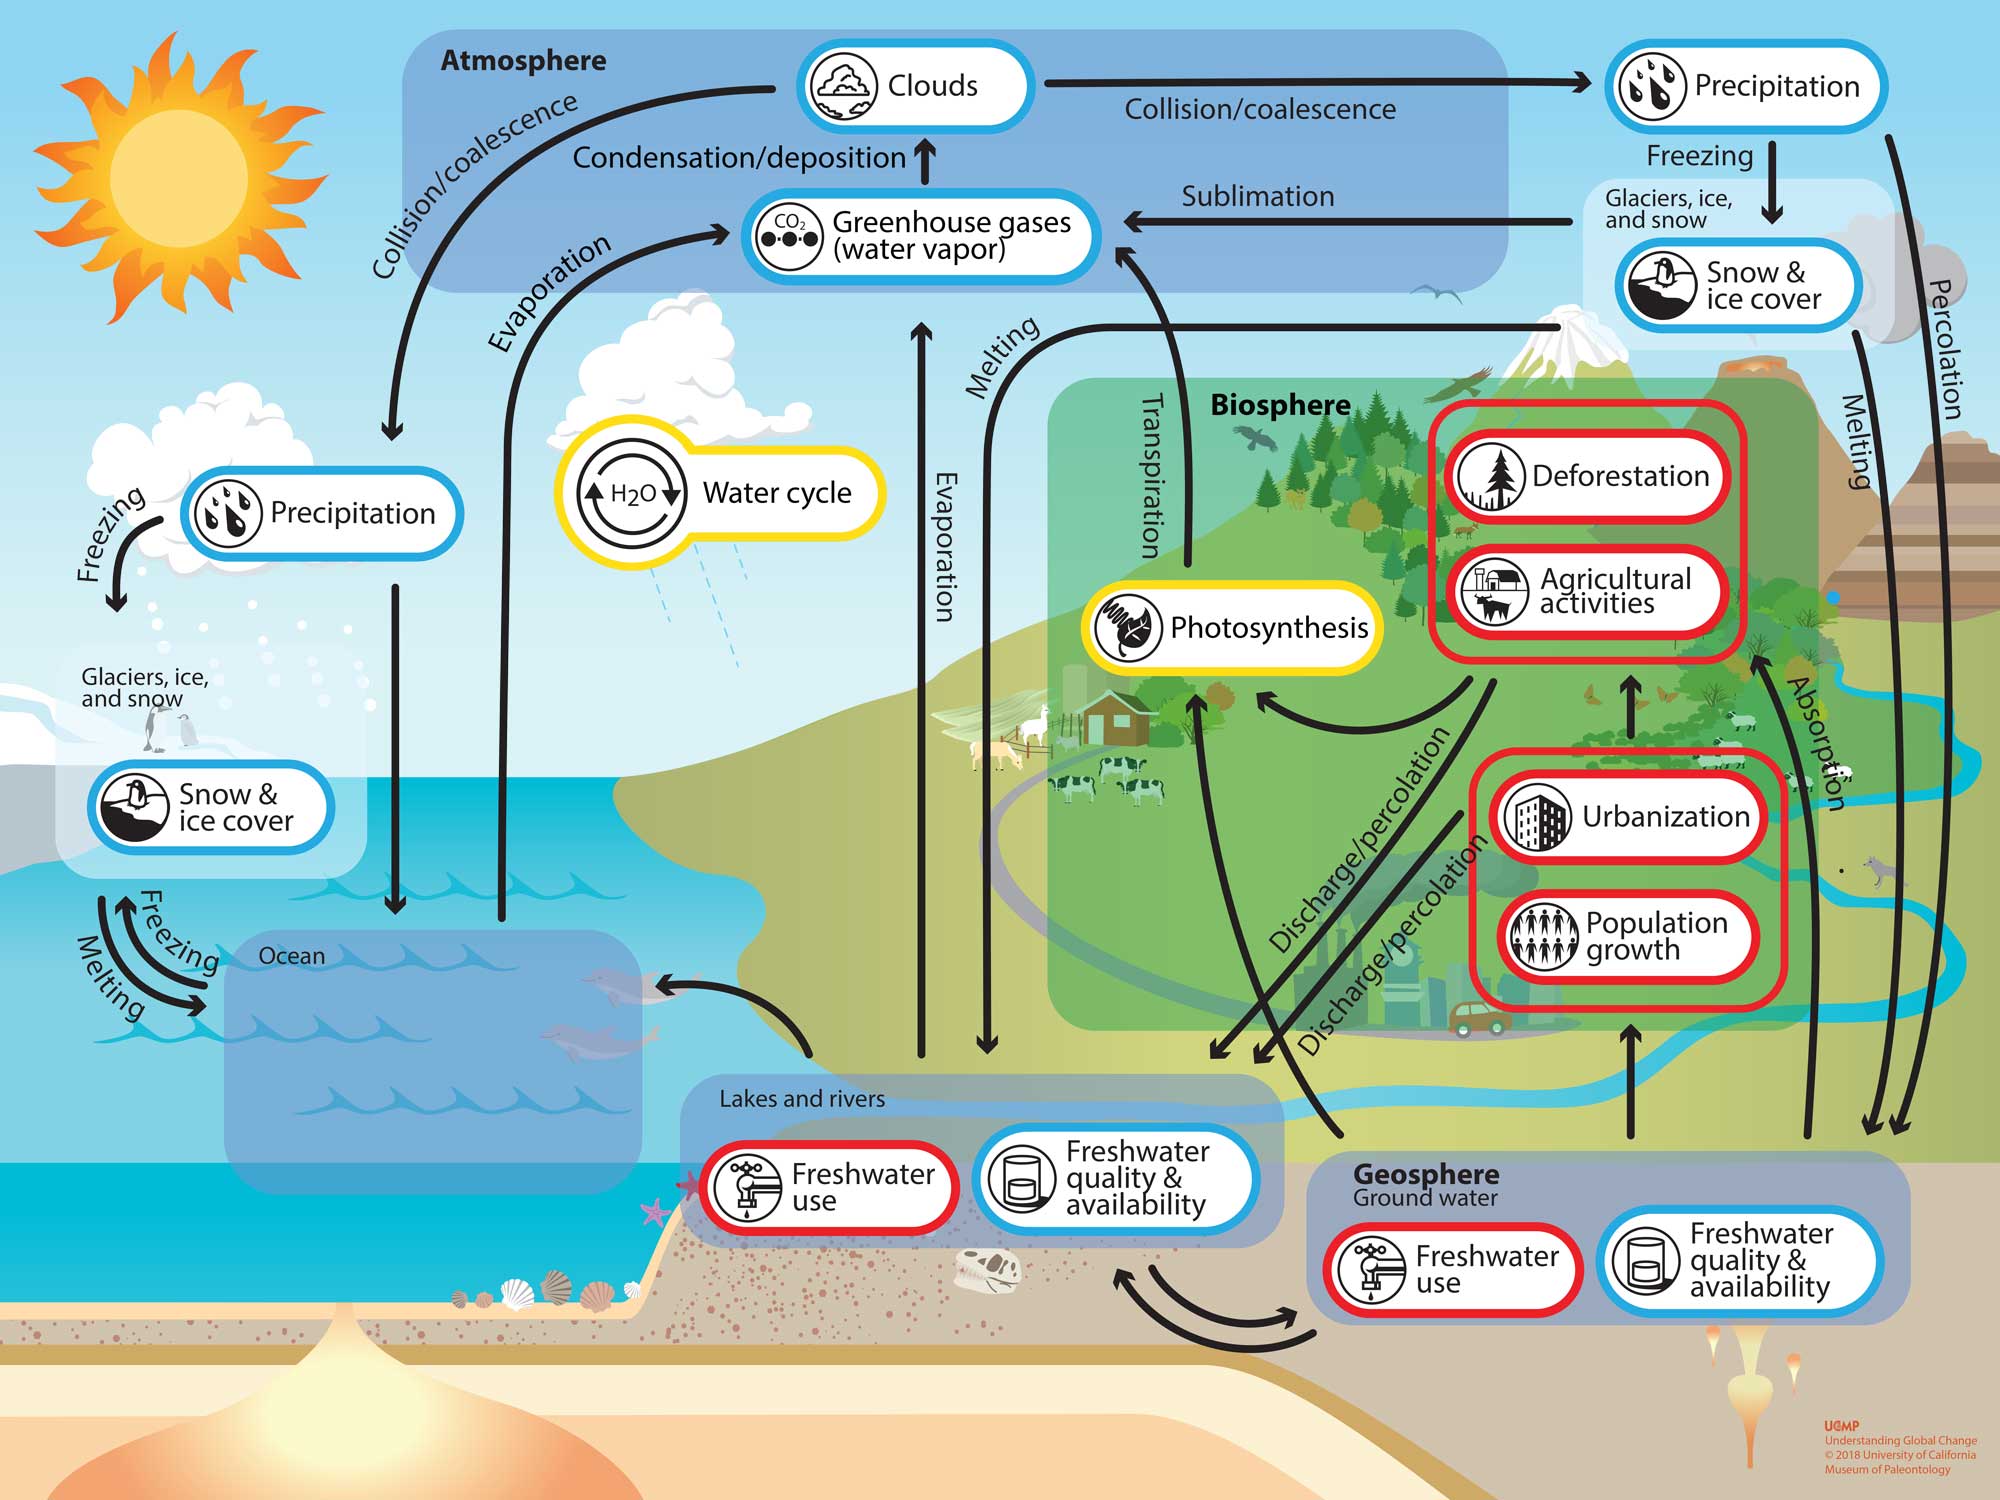 Atmosphere
Clouds
Collision/coalescence
Precipitation
Collision/coalescence
Condensation/deposition
Freezing
Sublimation
Glaciers, ice,
and snow
CO2
Greenhouse gases
(water vapor)
Snow &
ice cover
Evaporation
Percolation
Melting
Melting
Transpiration
Biosphere
Deforestation
H2O
Water cycle
Evaporation
Precipitation
Freezing
Agricultural
activities
Photosynthesis
Glaciers, ice,
and snow
Absorption
Snow &
ice cover
Urbanization
Discharge/percolation
Discharge/percolation
Population
growth
Freezing
Melting
Ocean
Lakes and rivers
Freshwater
use
Freshwater
quality &
availability
Geosphere
Ground water
Freshwater
use
Freshwater
quality &
availability
UCMP
Understanding Global Change
© 2018 University of California
Museum of Paleontology